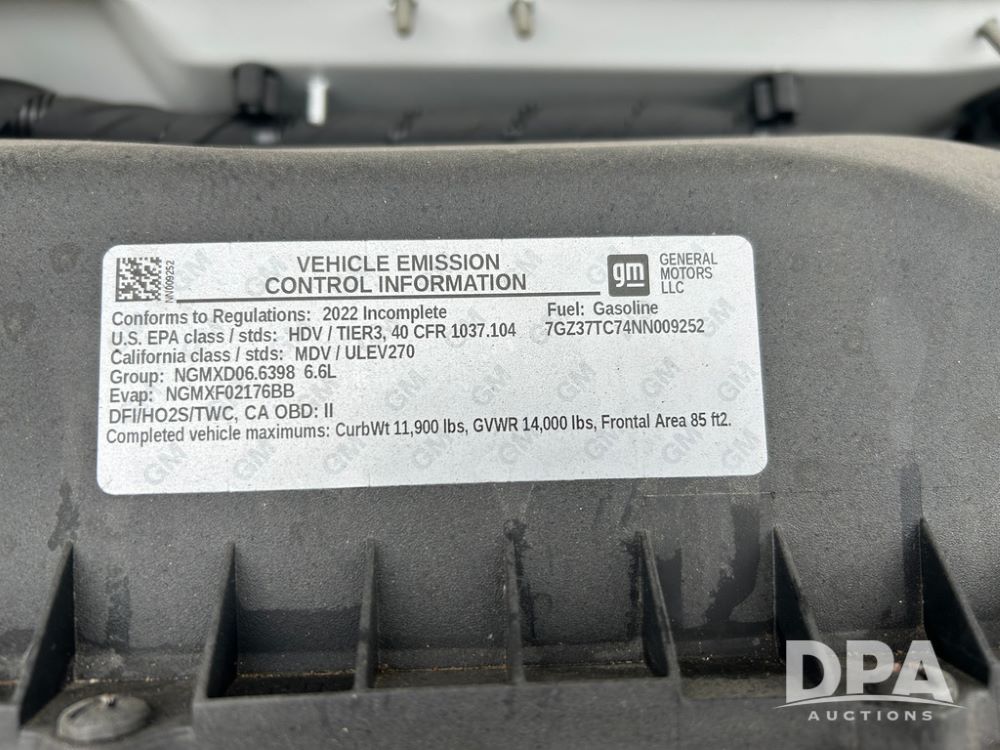 NN009252
VEHICLE EMISSION
CONTROL INFORMATION
gm
GENERAL
MOTORS
LLC
Conforms to Regulations: 2022 Incomplete
Fuel: Gasoline
U.S. EPA class / stds: HDV / TIER3, 40 CFR 1037.104
7GZ37TC74NN009252
California class / stds: MDV / ULEV270
Group: NGMXD06.6398 6.6L
Evap: NGMXF02176BB
DFI/HO2S/TWC, CA OBD: II
Completed vehicle maximums: CurbWt 11,900 lbs, GVWR 14,000 lbs, Frontal Area 85 ft2.
DPA
AUCTIONS